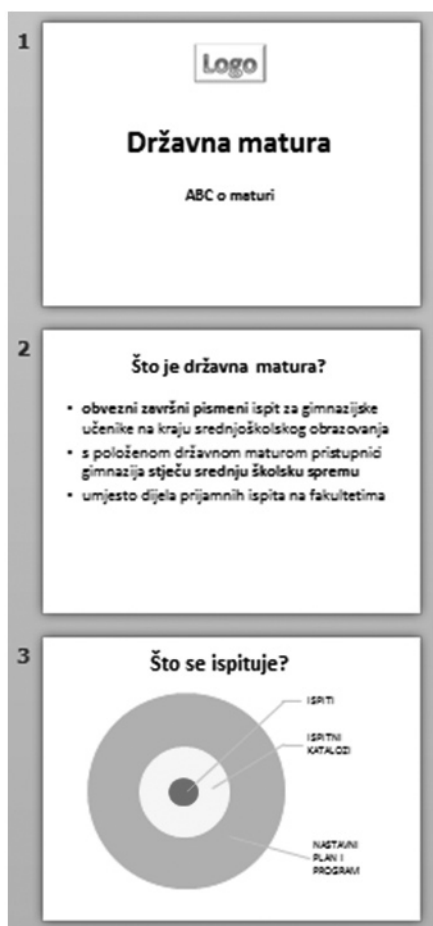 1
Logo
Državna matura
ABC o maturi
2
Što je državna matura?
• obvezni završni pismeni ispit za gimnazijske
učenike na kraju srednjoškolskog obrazovanja
• s položenom državnom maturom pristupnici
gimnazija stječu srednju školsku spremu
• umjesto dijela prijamnih ispita na fakultetima
3
Što se ispituje?
ISPITI
ISPITNI
KATALOZI
NASTAVNI
PLAN I
PROGRAM